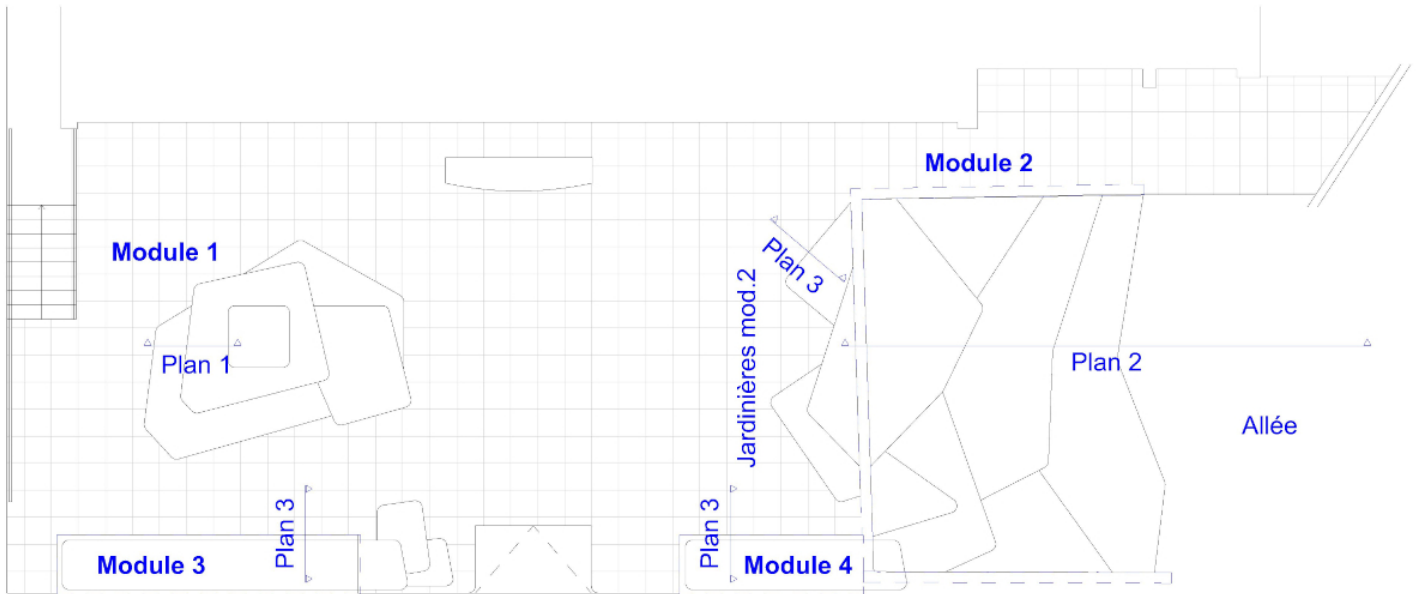 Module 2
Module 1
Plan 3
Jardinières mod.2
Plan 1
Plan 2
Allée
Plan 3
Plan 3
Module 3
Module 4